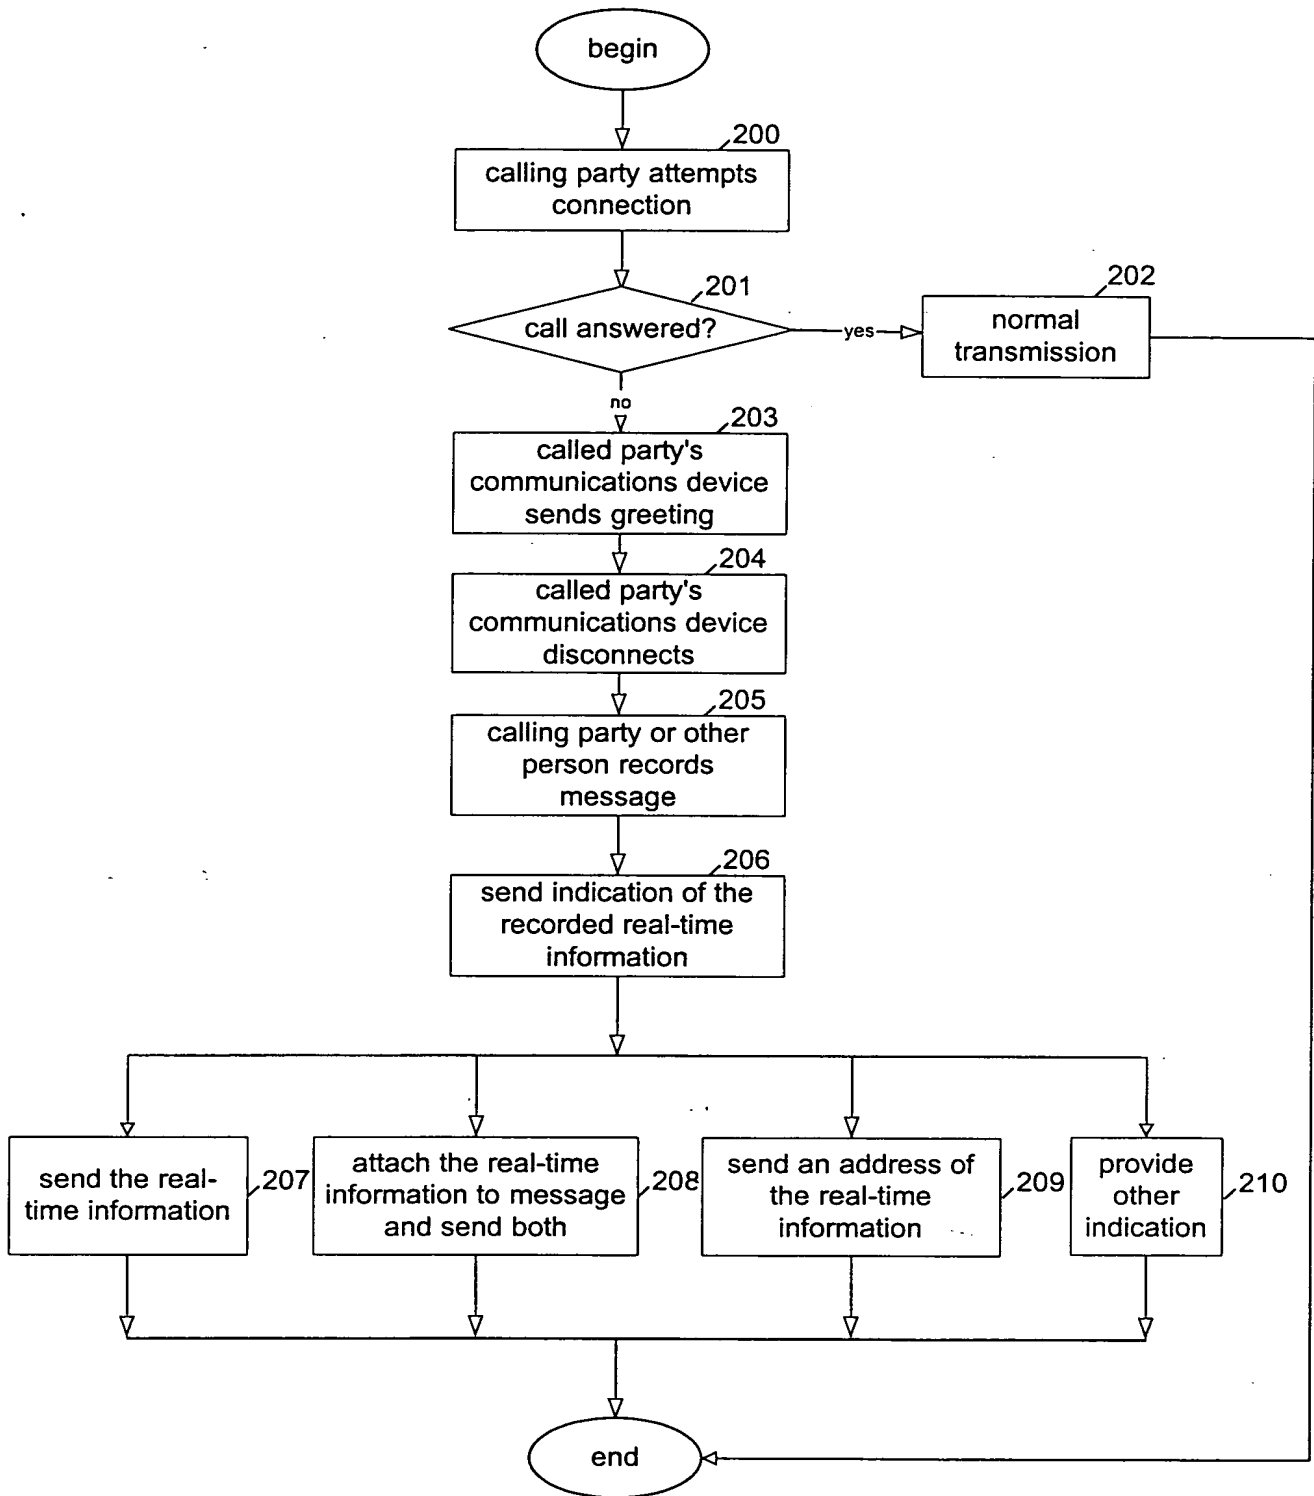 begin
200
calling party attempts
connection
201
call answered?
yes
202
normal
transmission
no
203
called party's
communications device
sends greeting
204
called party's
communications device
disconnects
205
calling party or other
person records
message
206
send indication of the
recorded real-time
information
send the real-
time information
207
attach the real-time
information to message
and send both
208
send an address of
the real-time
information
209
provide
other
indication
210
end